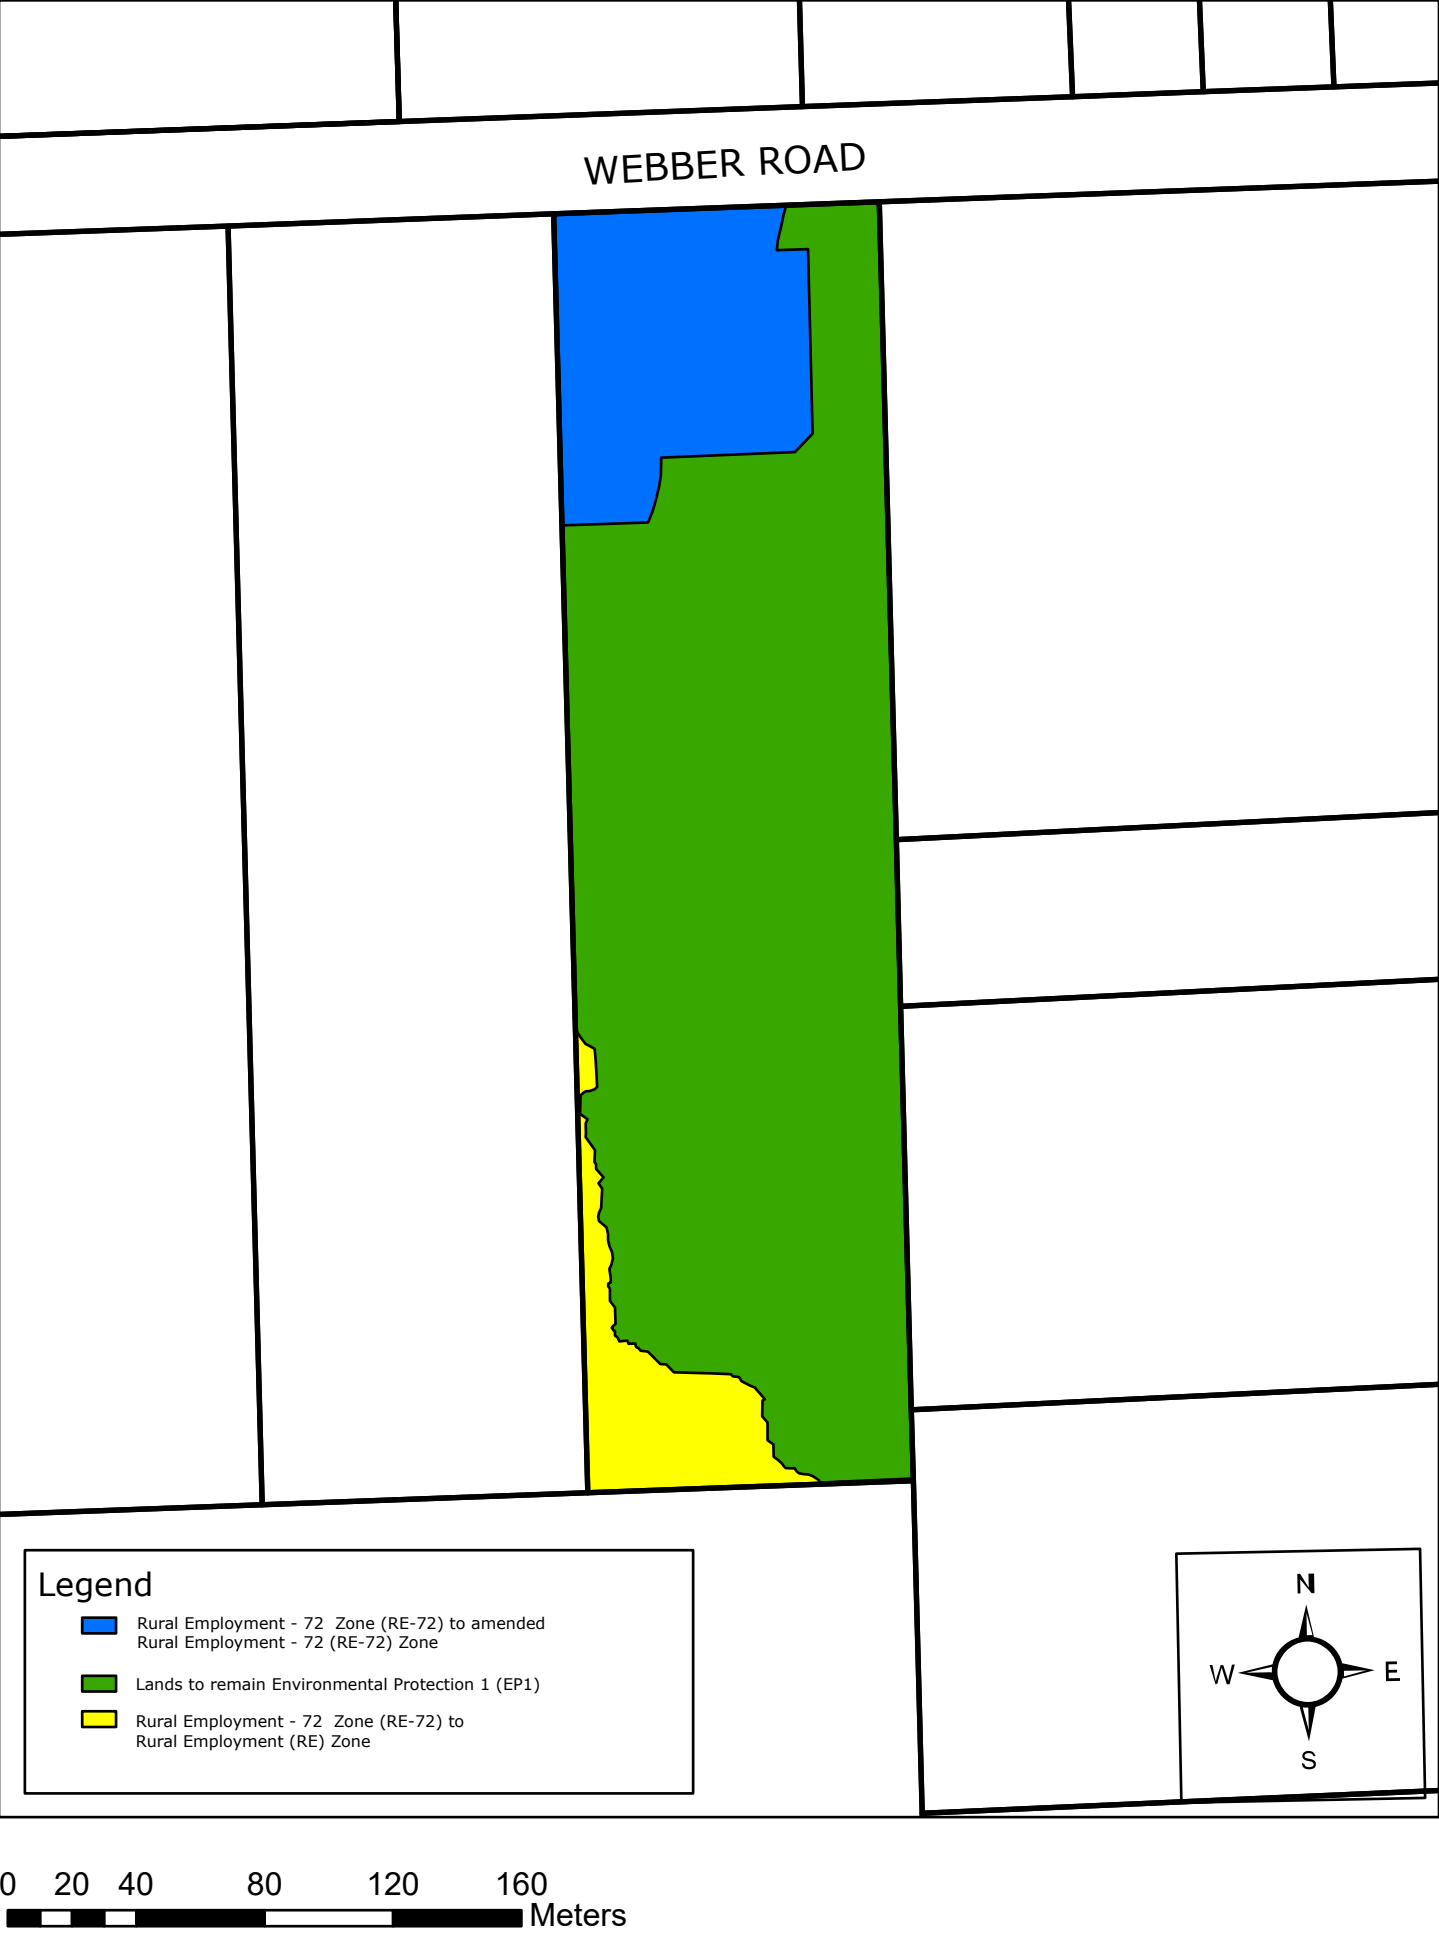 WEBBER ROAD
Legend
Rural Employment - 72 Zone (RE-72) to amended
Rural Employment - 72 (RE-72) Zone
Lands to remain Environmental Protection 1 (EP1)
Rural Employment - 72 Zone (RE-72) to
Rural Employment (RE) Zone
N
W E
S
0 20 40 80 120 160
Meters